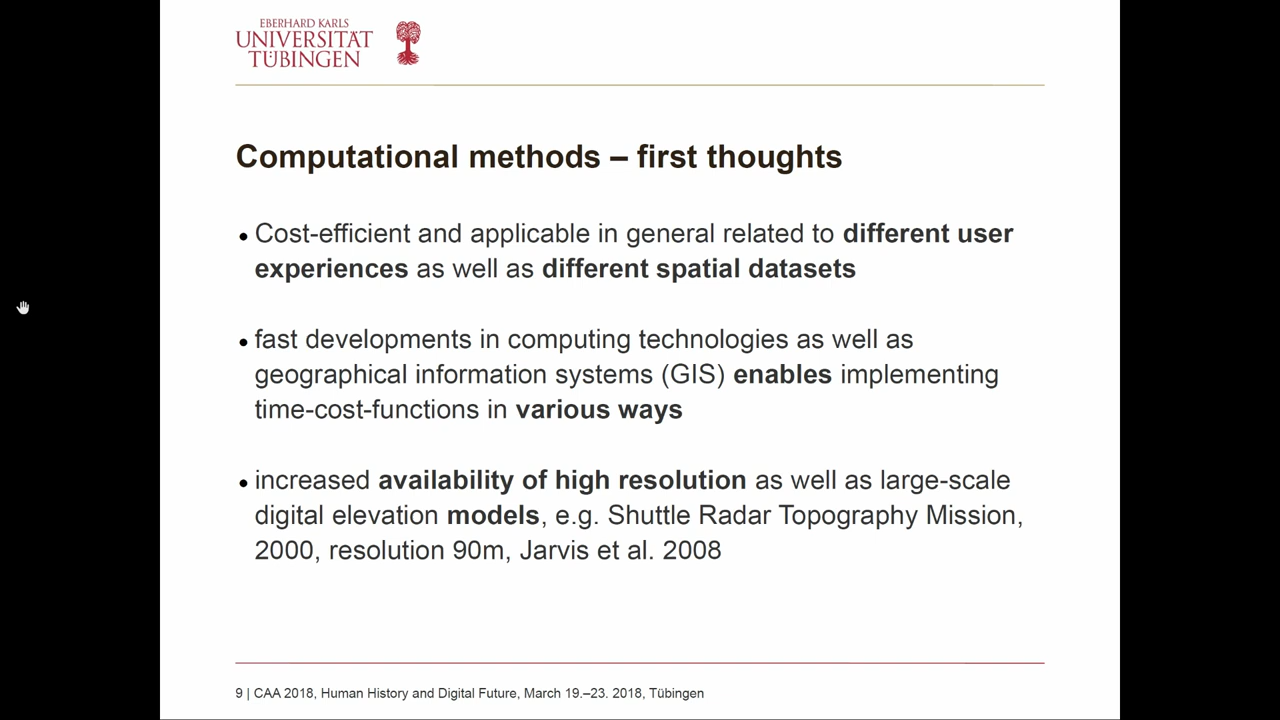 EBERHARD KARLS
UNIVERSITÄT
TÜBINGEN
Computational methods – first thoughts
• Cost-efficient and applicable in general related to different user
experiences as well as different spatial datasets
• fast developments in computing technologies as well as
geographical information systems (GIS) enables implementing
time-cost-functions in various ways
• increased availability of high resolution as well as large-scale
digital elevation models, e.g. Shuttle Radar Topography Mission,
2000, resolution 90m, Jarvis et al. 2008
9 | CAA 2018, Human History and Digital Future, March 19.–23. 2018, Tübingen